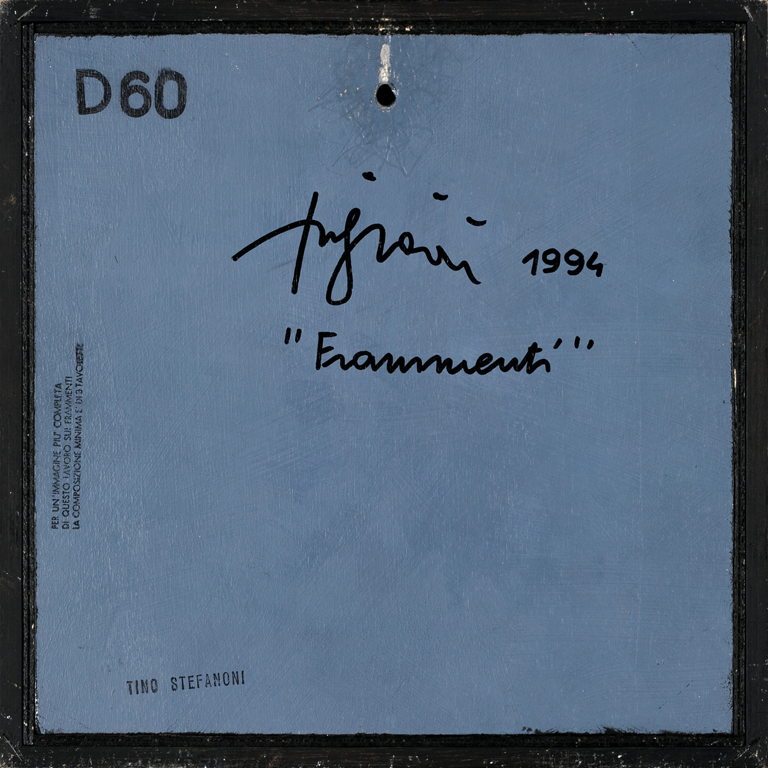 D60
1994
"Frammenti"
PER UN'IMMAGINE PIU' COMPLETA
DI QUESTO LAVORO SUI FRAMMENTI
LA COMPOSIZIONE MINIMA E' DI 3 TAVOLETTE
TINO STEFANONI